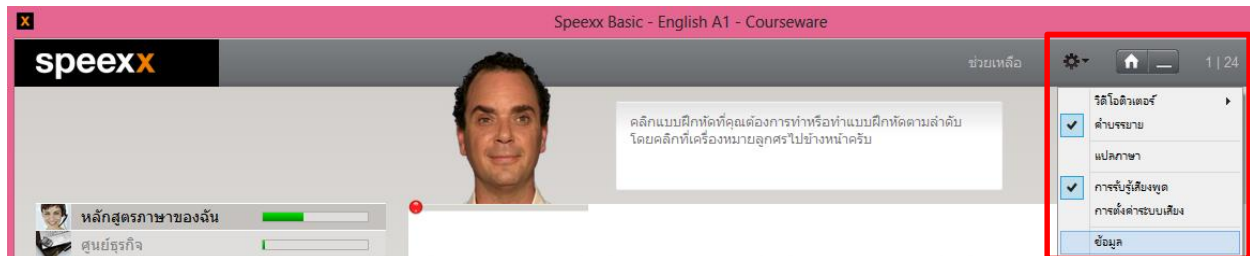 Speexx Basic - English A1 - Courseware
speexx
ช่วยเหลือ
1 | 24
คลิกแบบฝึกหัดที่คุณต้องการทำหรือทำแบบฝึกหัดตามลำดับ
โดยคลิกที่เครื่องหมายลูกศรไปข้างหน้าครับ
วิดีโอติวเตอร์
คำบรรยาย
แปลภาษา
การรับรู้เสียงพูด
การตั้งค่าระบบเสียง
ข้อมูล
หลักสูตรภาษาของฉัน
ศูนย์ธุรกิจ